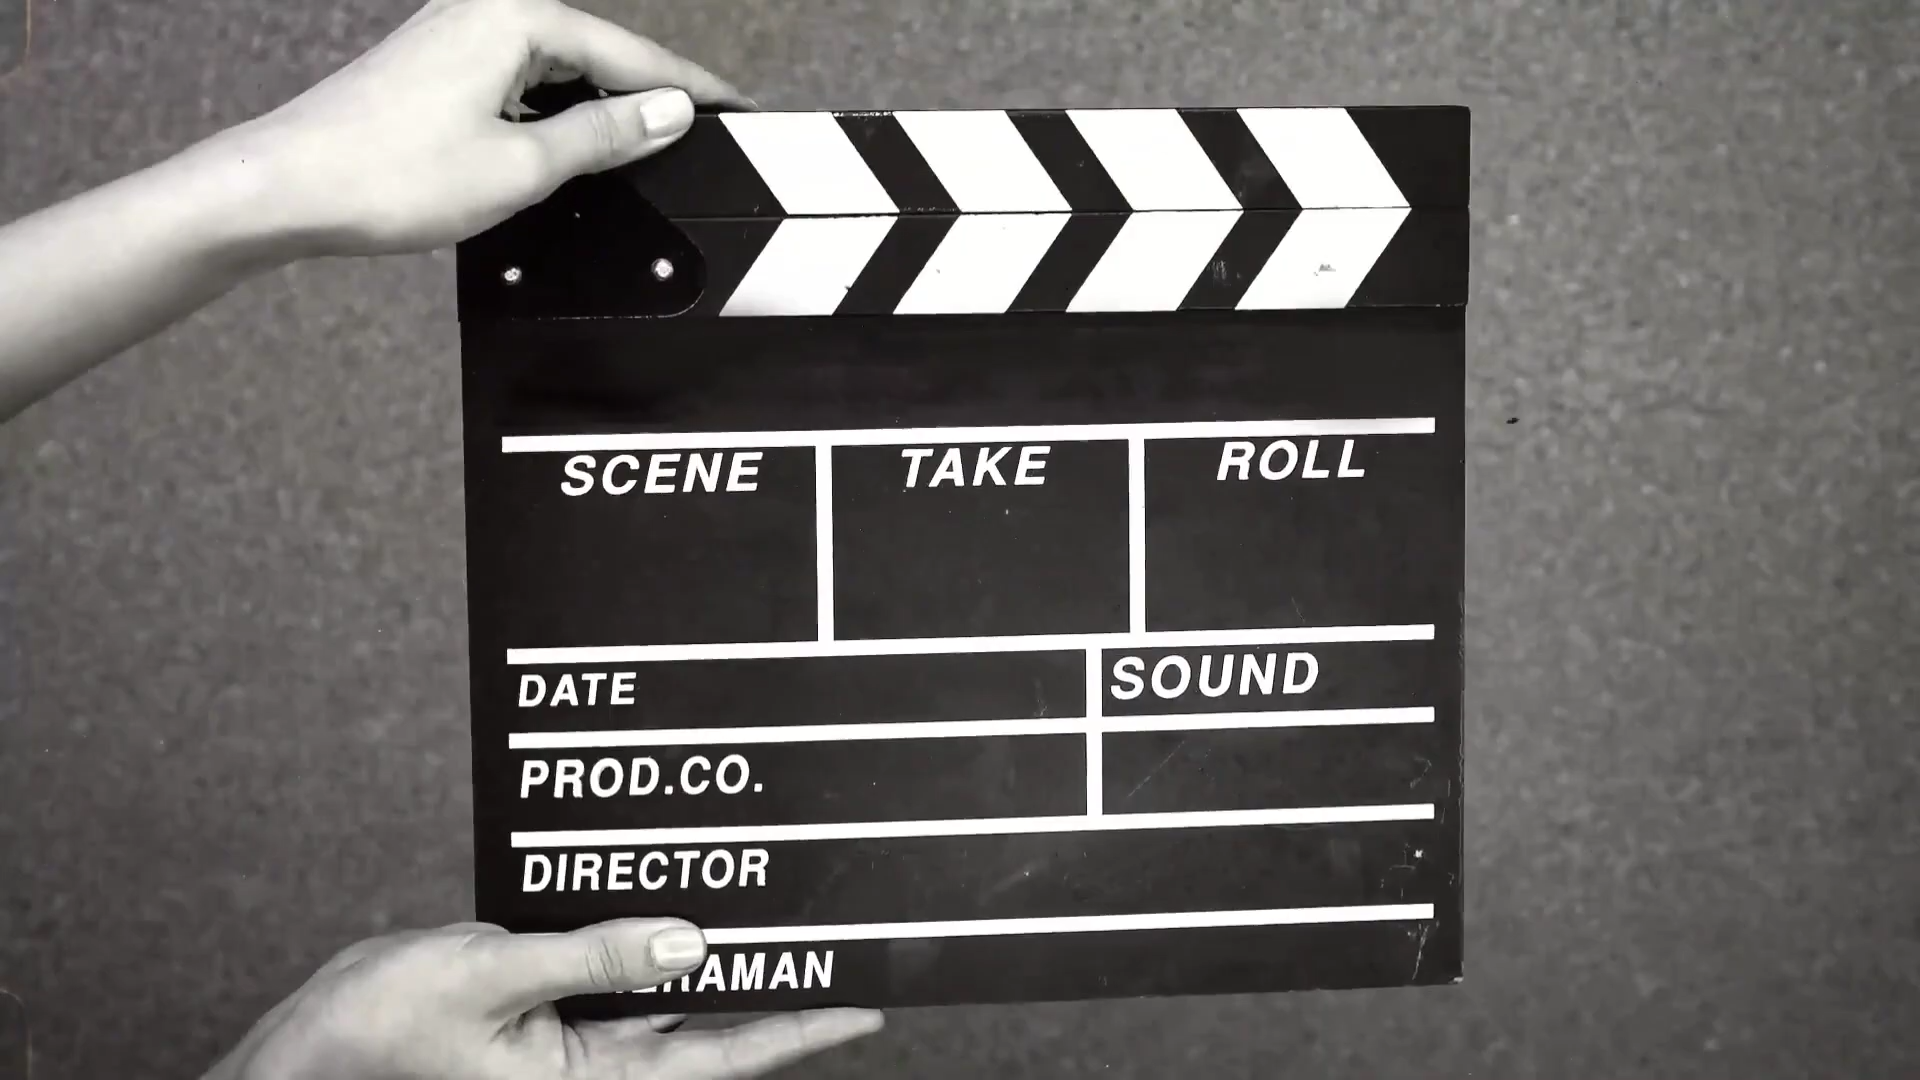 SCENE TAKE ROLL
DATE SOUND
PROD.CO.
DIRECTOR